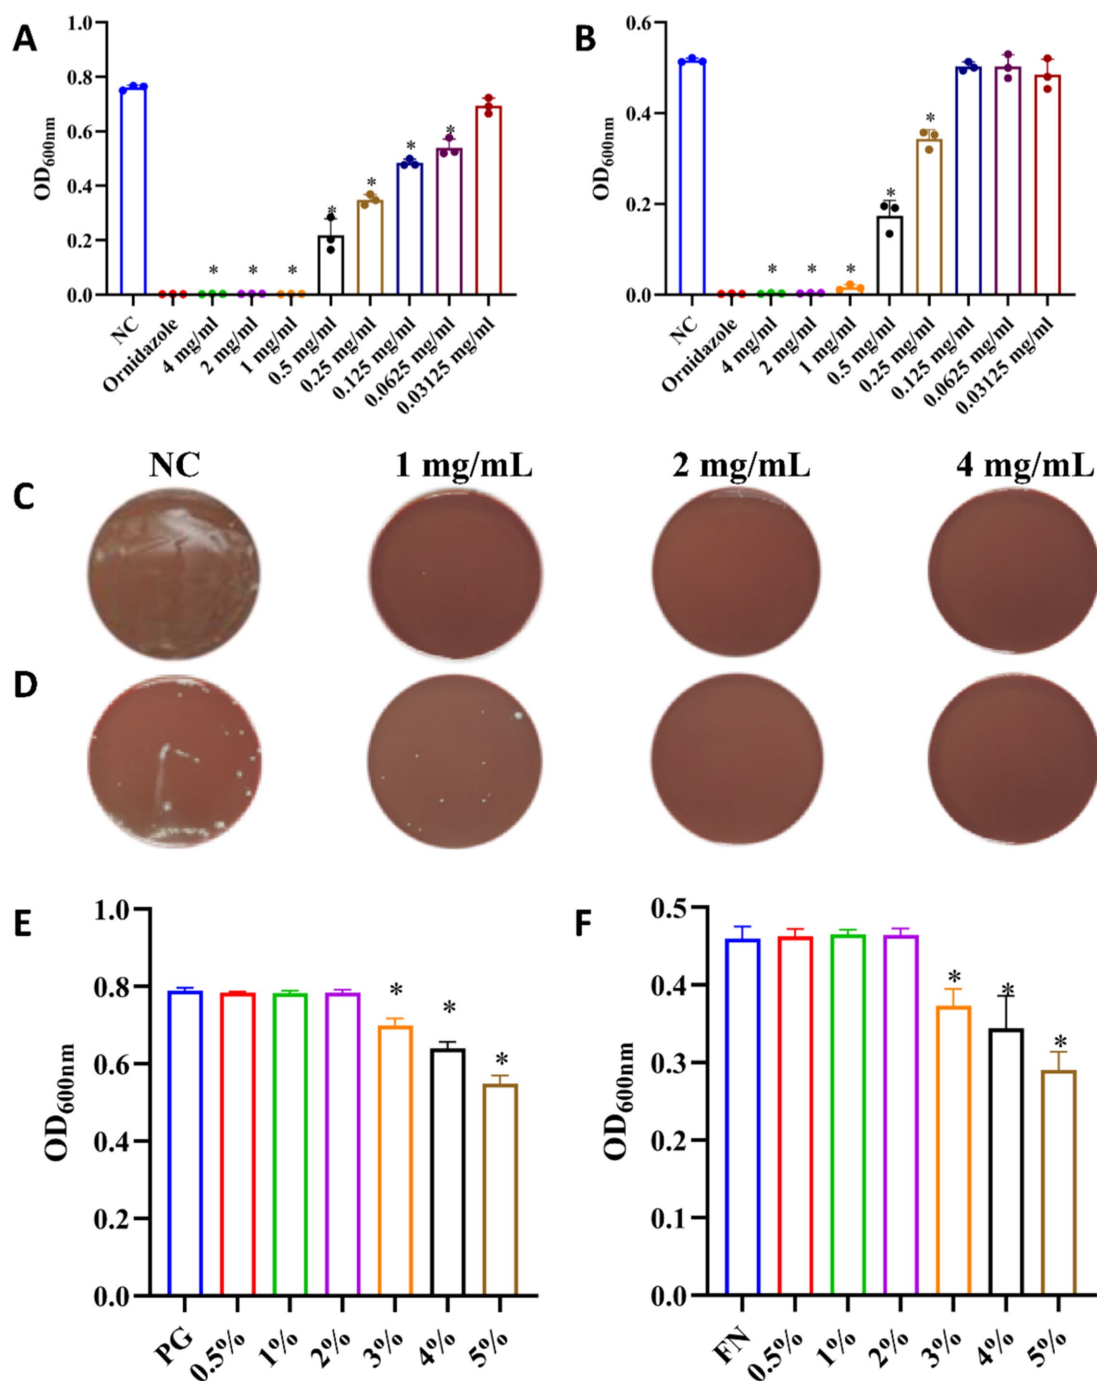 A
OD600nm
1.0
0.8
0.6
0.4
0.2
0.0
* * * * * * *
NC
Ornidazole
4 mg/ml
2 mg/ml
1 mg/ml
0.5 mg/ml
0.25 mg/ml
0.125 mg/ml
0.0625 mg/ml
0.03125 mg/ml
B
OD600nm
0.6
0.4
0.2
0.0
* * * * *
NC
Ornidazole
4 mg/ml
2 mg/ml
1 mg/ml
0.5 mg/ml
0.25 mg/ml
0.125 mg/ml
0.0625 mg/ml
0.03125 mg/ml
NC 1 mg/mL 2 mg/mL 4 mg/mL
C
D
E
OD600nm
1.0
0.8
0.6
0.4
0.2
0.0
* * *
PG
0.5%
1%
2%
3%
4%
5%
F
OD600nm
0.5
0.4
0.3
0.2
0.1
0.0
* * *
FN
0.5%
1%
2%
3%
4%
5%